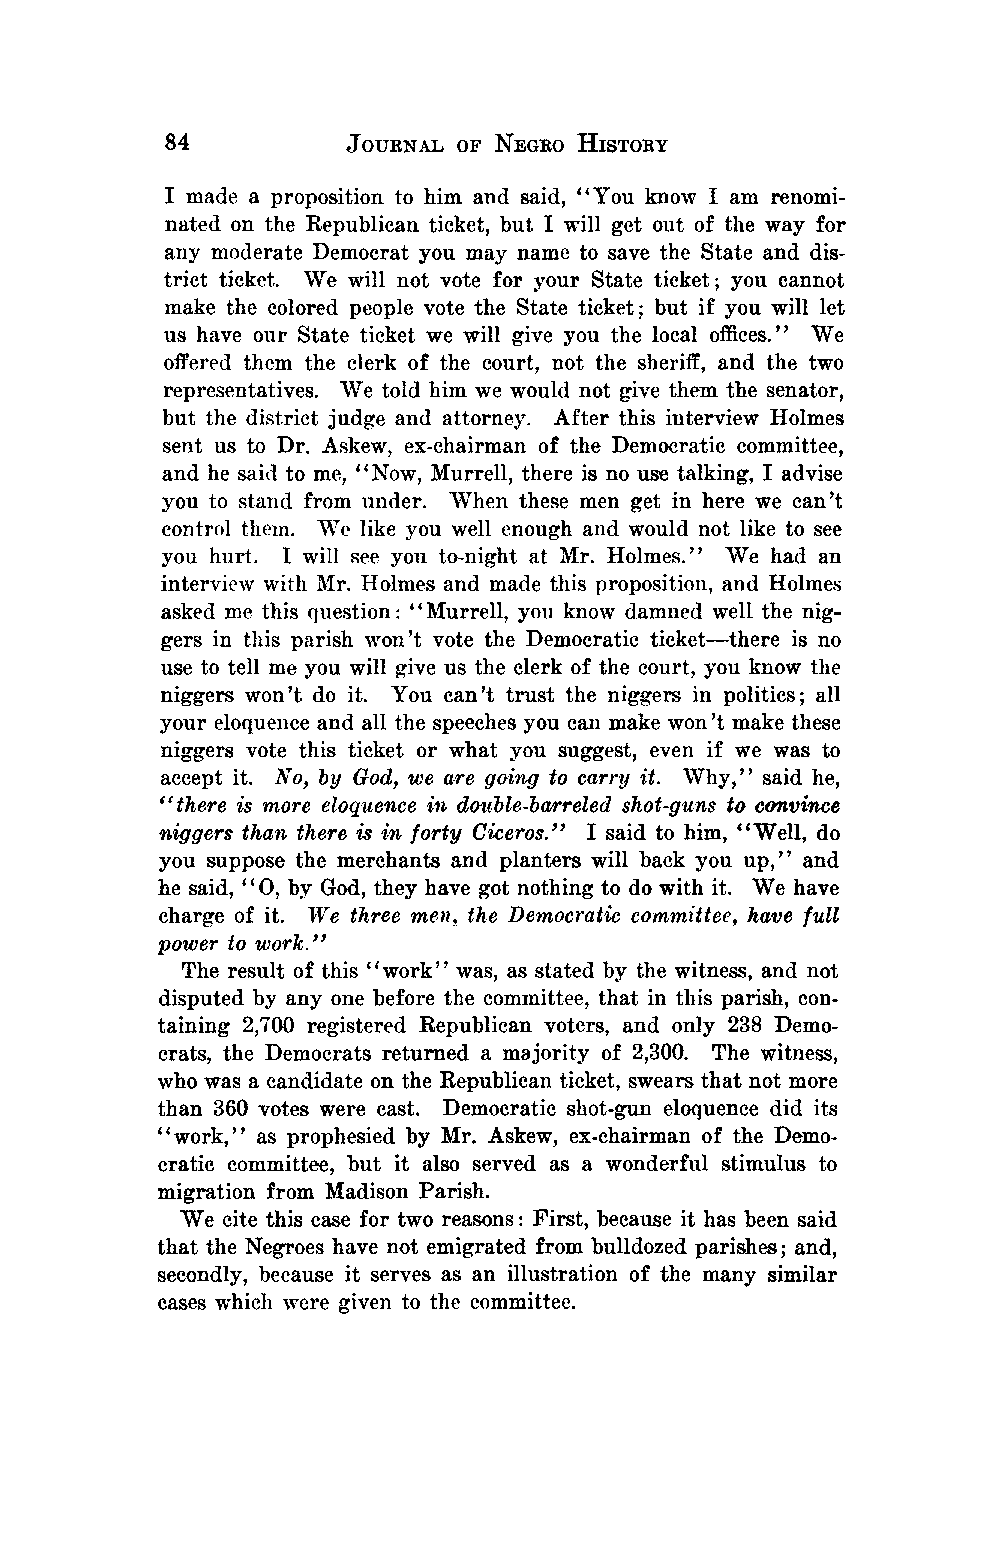 84 JOURNAL OF NEGRO HISTORY
I made a proposition to him and said, "You know I am renomi-
nated on the Republican ticket, but I will get out of the way for
any moderate Democrat you may name to save the State and dis-
trict ticket. We will not vote for your State ticket; you cannot
make the colored people vote the State ticket; but if you will let
us have our State ticket we will give you the local offices." We
offered them the clerk of the court, not the sheriff, and the two
representatives. We told him we would not give them the senator,
but the district judge and attorney. After this interview Holmes
sent us to Dr. Askew, ex-chairman of the Democratic committee,
and he said to me, "Now, Murrell, there is no use talking, I advise
you to stand from under. When these men get in here we can't
control them. We like you well enough and would not like to see
you hurt. I will see you to-night at Mr. Holmes." We had an
interview with Mr. Holmes and made this proposition, and Holmes
asked me this question: "Murrell, you know damned well the nig-
gers in this parish won't vote the Democratic ticket—there is no
use to tell me you will give us the clerk of the court, you know the
niggers won't do it. You can't trust the niggers in politics; all
your eloquence and all the speeches you can make won't make these
niggers vote this ticket or what you suggest, even if we was to
accept it. No, by God, we are going to carry it. Why," said he,
"there is more eloquence in double-barreled shot-guns to convince
niggers than there is in forty Ciceros." I said to him, "Well, do
you suppose the merchants and planters will back you up," and
he said, "O, by God, they have got nothing to do with it. We have
charge of it. We three men, the Democratic committee, have full
power to work."
The result of this "work" was, as stated by the witness, and not
disputed by any one before the committee, that in this parish, con-
taining 2,700 registered Republican voters, and only 238 Demo-
crats, the Democrats returned a majority of 2,300. The witness,
who was a candidate on the Republican ticket, swears that not more
than 360 votes were cast. Democratic shot-gun eloquence did its
"work," as prophesied by Mr. Askew, ex-chairman of the Demo-
cratic committee, but it also served as a wonderful stimulus to
migration from Madison Parish.
We cite this case for two reasons: First, because it has been said
that the Negroes have not emigrated from bulldozed parishes; and,
secondly, because it serves as an illustration of the many similar
cases which were given to the committee.